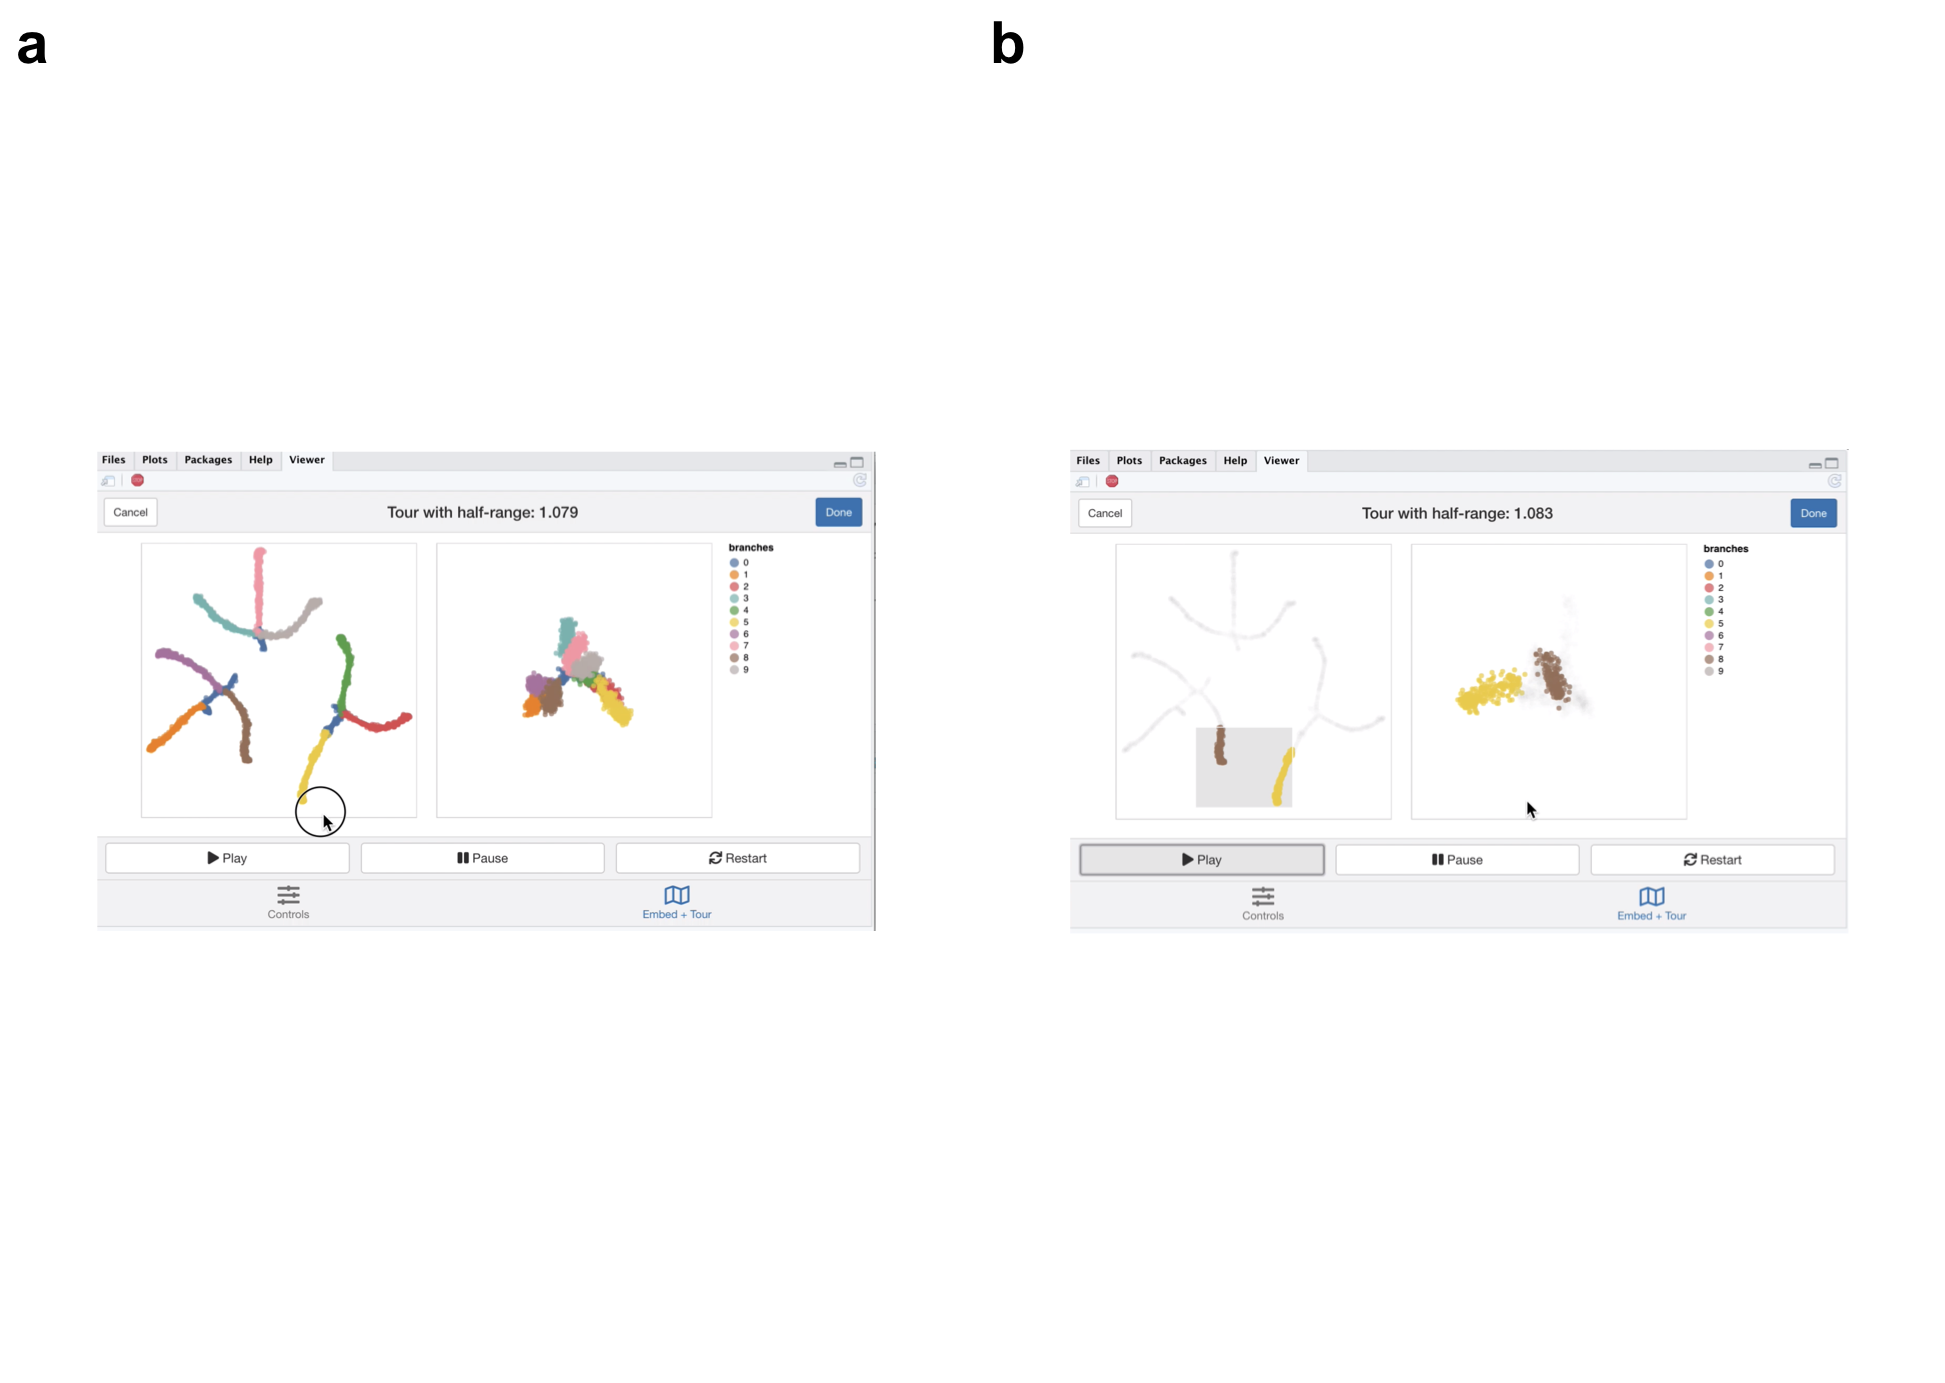 a
b
Files Plots Packages Help Viewer
Cancel Tour with half-range: 1.079 Done
branches
0
1
2
3
4
5
6
7
8
9
Play Pause Restart
Controls Embed + Tour
Files Plots Packages Help Viewer
Cancel Tour with half-range: 1.083 Done
branches
0
1
2
3
4
5
6
7
8
9
Play Pause Restart
Controls Embed + Tour